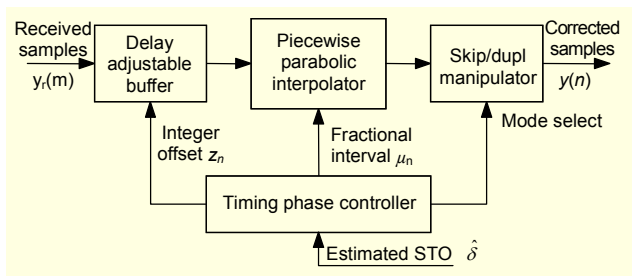 Received
samples
yr(m)
Delay
adjustable
buffer
Piecewise
parabolic
interpolator
Skip/dupl
manipulator
Corrected
samples
y(n)
Integer
offset zn
Fractional
interval μn
Mode select
Timing phase controller
Estimated STO δ̂